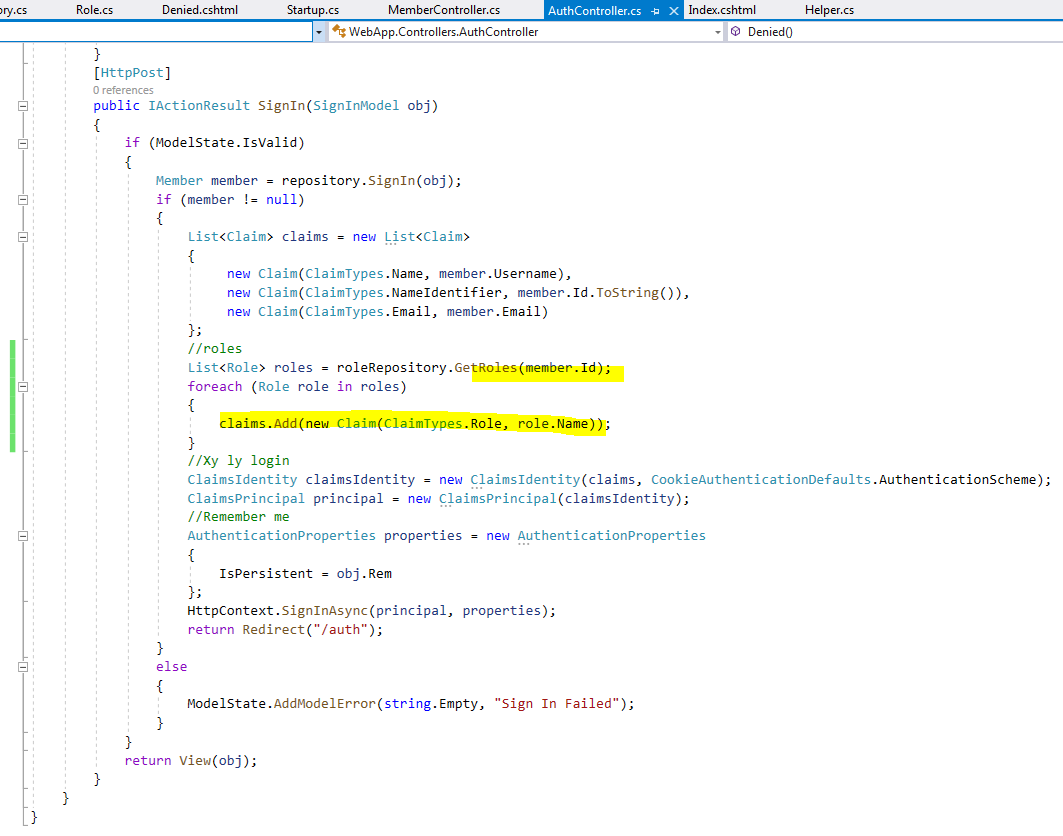 ory.cs Role.cs Denied.cshtml Startup.cs MemberController.cs AuthController.cs Index.cshtml Helper.cs
WebApp.Controllers.AuthController Denied()
}
[HttpPost]
0 references
public IActionResult SignIn(SignInModel obj)
{
if (ModelState.IsValid)
{
Member member = repository.SignIn(obj);
if (member != null)
{
List<Claim> claims = new List<Claim>
{
new Claim(ClaimTypes.Name, member.Username),
new Claim(ClaimTypes.NameIdentifier, member.Id.ToString()),
new Claim(ClaimTypes.Email, member.Email)
};
//roles
List<Role> roles = roleRepository.GetRoles(member.Id);
foreach (Role role in roles)
{
claims.Add(new Claim(ClaimTypes.Role, role.Name));
}
//Xy ly login
ClaimsIdentity claimsIdentity = new ClaimsIdentity(claims, CookieAuthenticationDefaults.AuthenticationScheme);
ClaimsPrincipal principal = new ClaimsPrincipal(claimsIdentity);
//Remember me
AuthenticationProperties properties = new AuthenticationProperties
{
IsPersistent = obj.Rem
};
HttpContext.SignInAsync(principal, properties);
return Redirect("/auth");
}
else
{
ModelState.AddModelError(string.Empty, "Sign In Failed");
}
}
return View(obj);
}
}
}